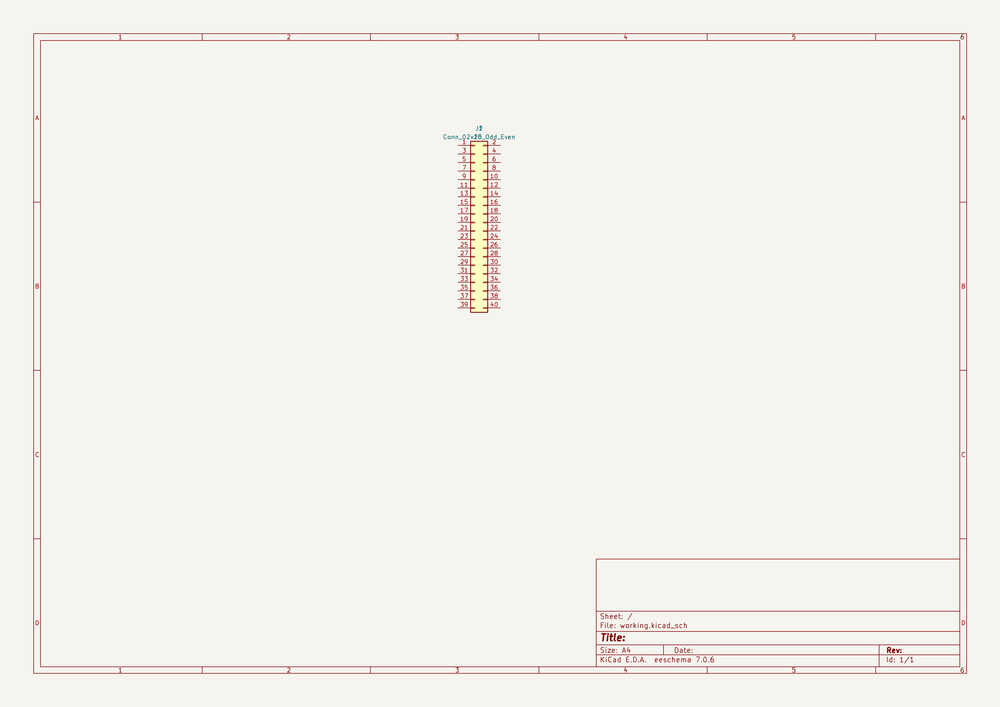 1 2 3 4 5 6
A A
1 2
3 4
5 6
7 8
9 10
11 12
13 14
15 16
17 18
19 20
21 22
23 24
25 26
27 28
29 30
31 32
33 34
35 36
37 38
39 40
B B
C C
Sheet: /
File: working.kicad_sch
D D
Title:
Size: A4 Date: Rev:
KiCad E.D.A. eeschema 7.0.6 Id: 1/1
1 2 3 4 5 6